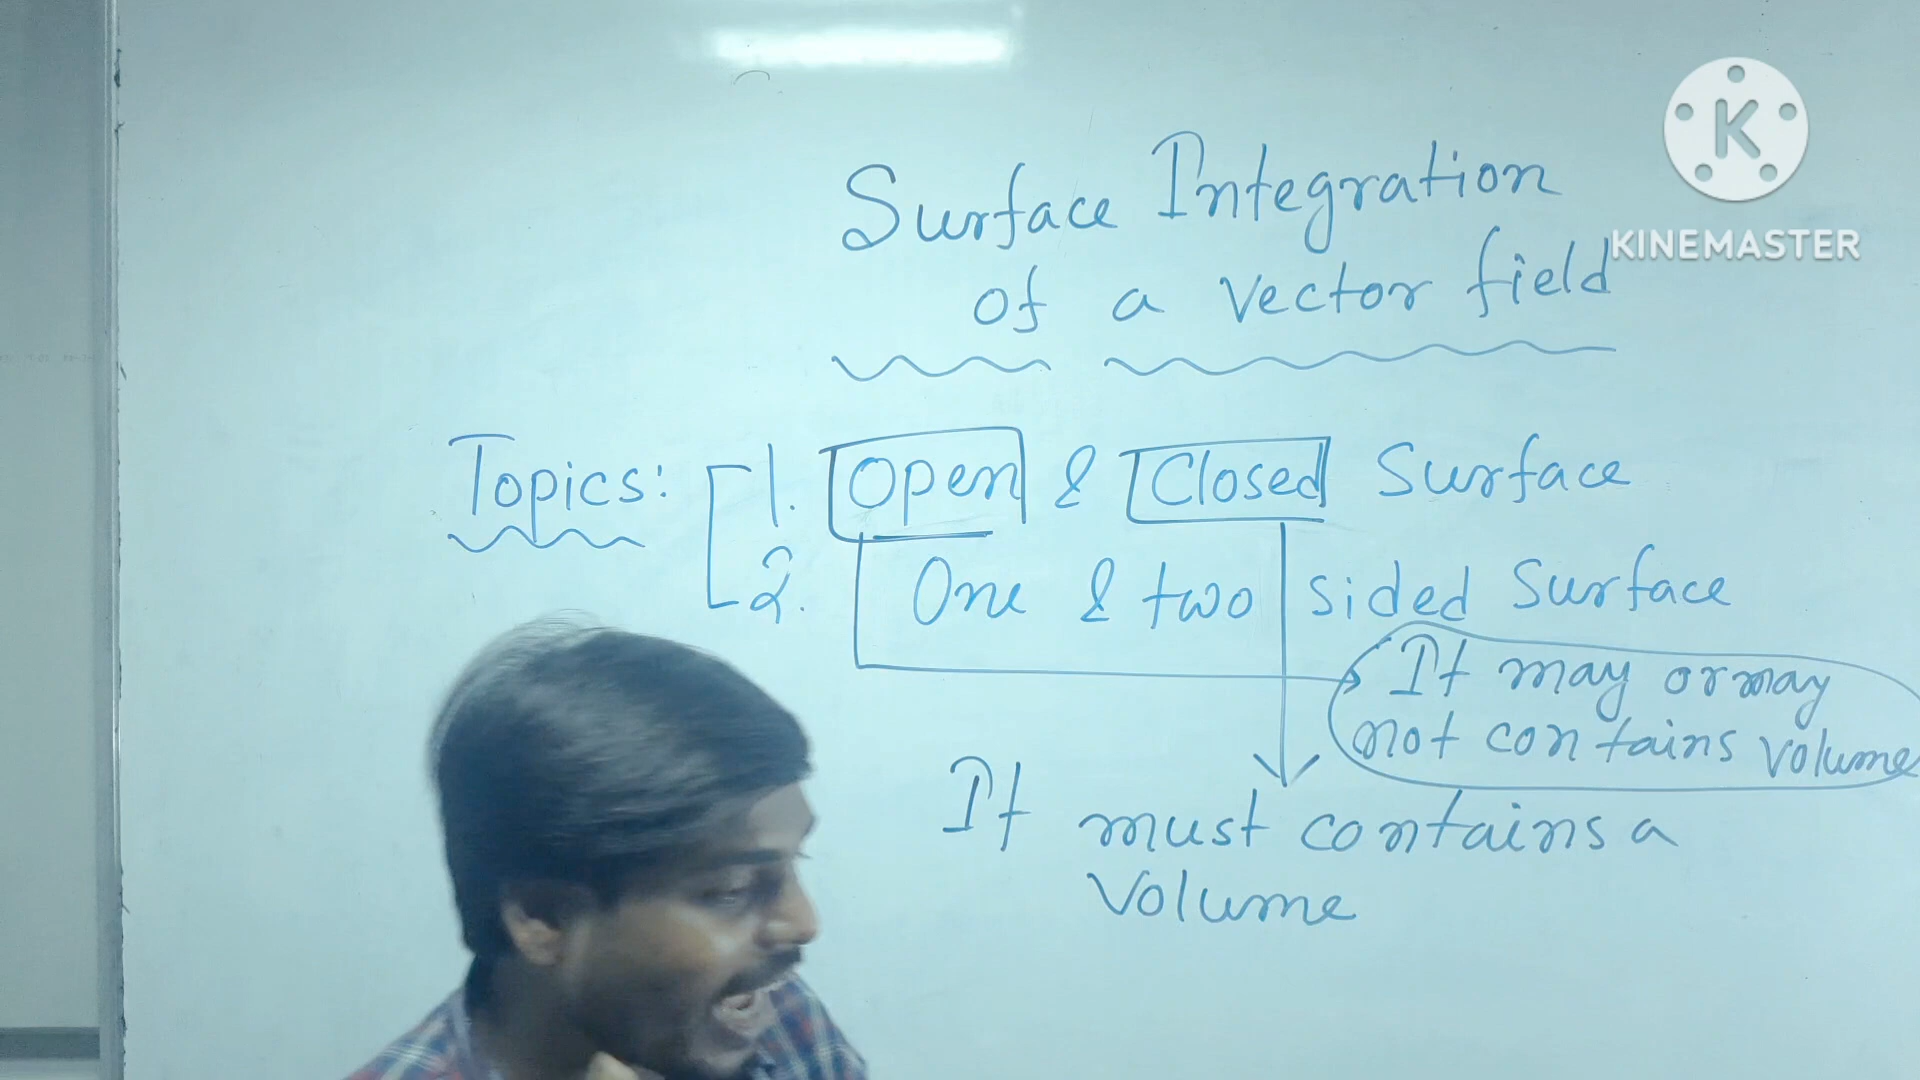 Surface Integration
of a vector field
Topics: 1. Open & Closed Surface
2. One & two sided Surface
It may or may
not contains volume
It must contains a
volume
K
KINEMASTER